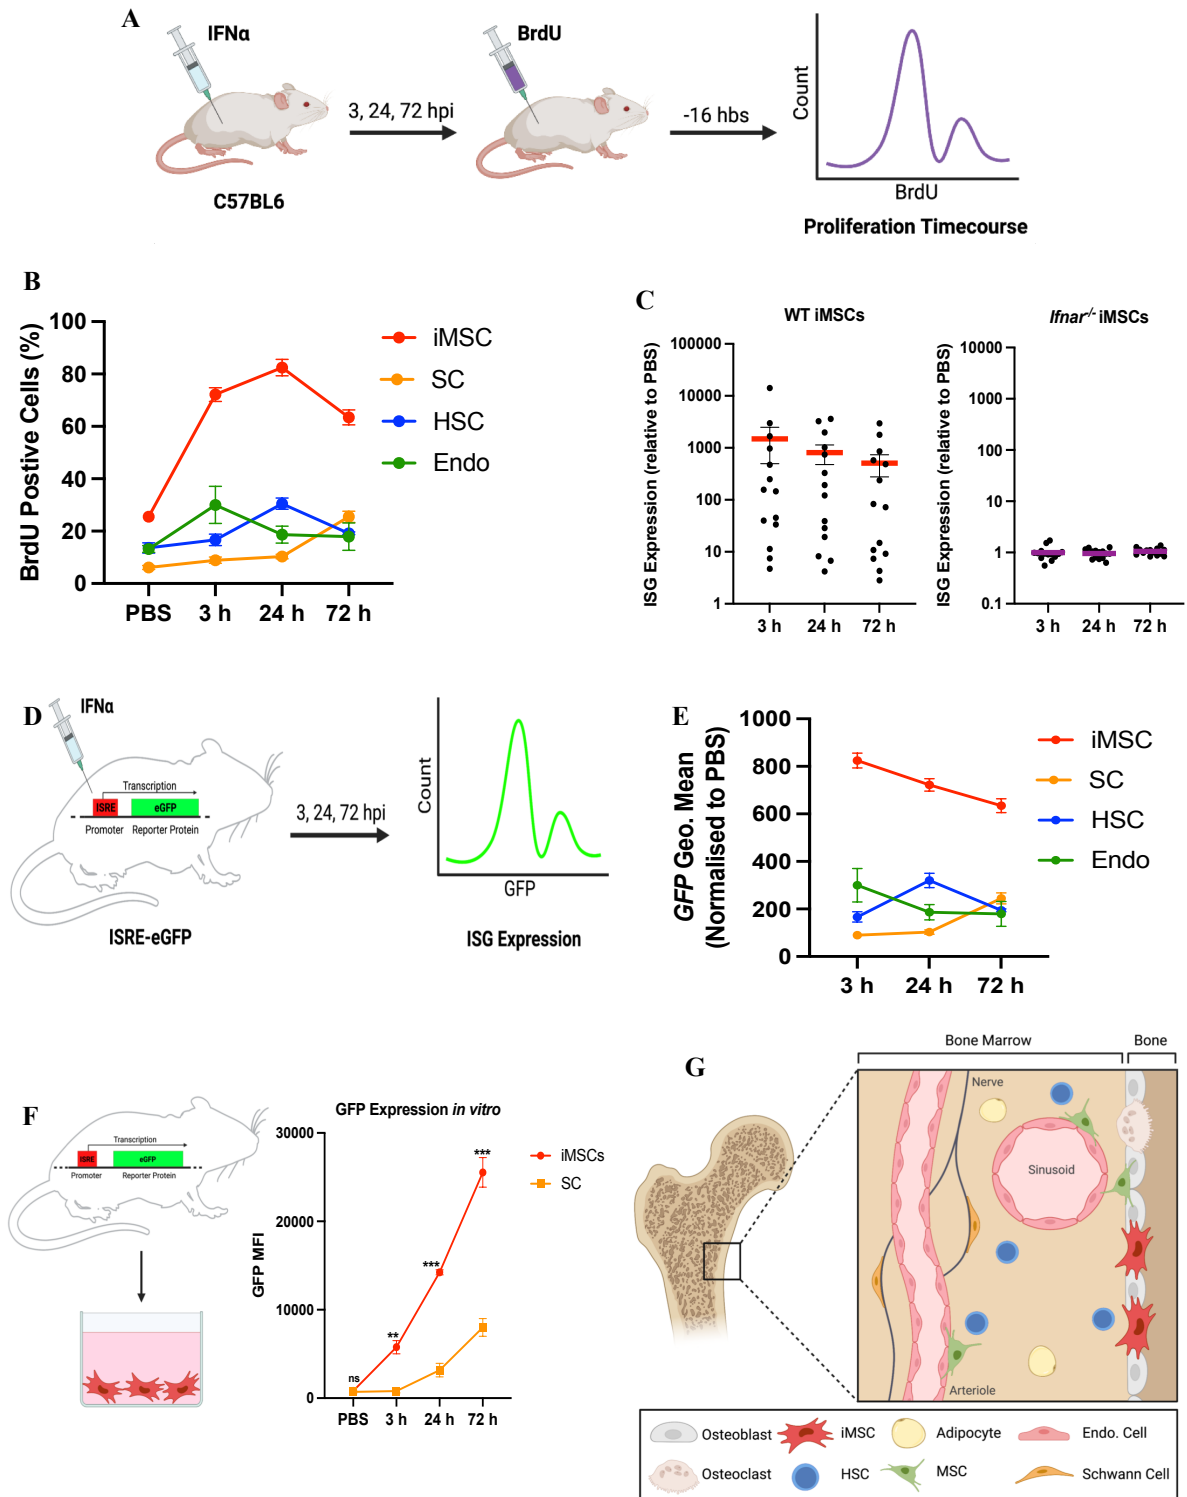 A
IFNα
BrdU
3, 24, 72 hpi
-16 hbs
C57BL6
Count
BrdU
Proliferation Timecourse
B
BrdU Postive Cells (%)
100
80
60
40
20
0
PBS
3 h
24 h
72 h
iMSC
SC
HSC
Endo
C
WT iMSCs
ISG Expression (relative to PBS)
100000
10000
1000
100
10
1
3 h
24 h
72 h
Ifnar-/- iMSCs
ISG Expression (relative to PBS)
10000
1000
100
10
1
0.1
3 h
24 h
72 h
D
IFNα
Transcription
ISRE
eGFP
Promoter
Reporter Protein
ISRE-eGFP
3, 24, 72 hpi
Count
GFP
ISG Expression
E
GFP Geo. Mean
(Normalised to PBS)
1000
800
600
400
200
0
3 h
24 h
72 h
iMSC
SC
HSC
Endo
F
Transcription
ISRE
eGFP
Promoter
Reporter Protein
GFP Expression in vitro
GFP MFI
30000
20000
10000
0
ns
**
***
***
PBS
3 h
24 h
72 h
iMSCs
SC
G
Bone Marrow
Bone
Nerve
Sinusoid
Arteriole
Osteoblast
iMSC
Adipocyte
Endo. Cell
Osteoclast
HSC
MSC
Schwann Cell